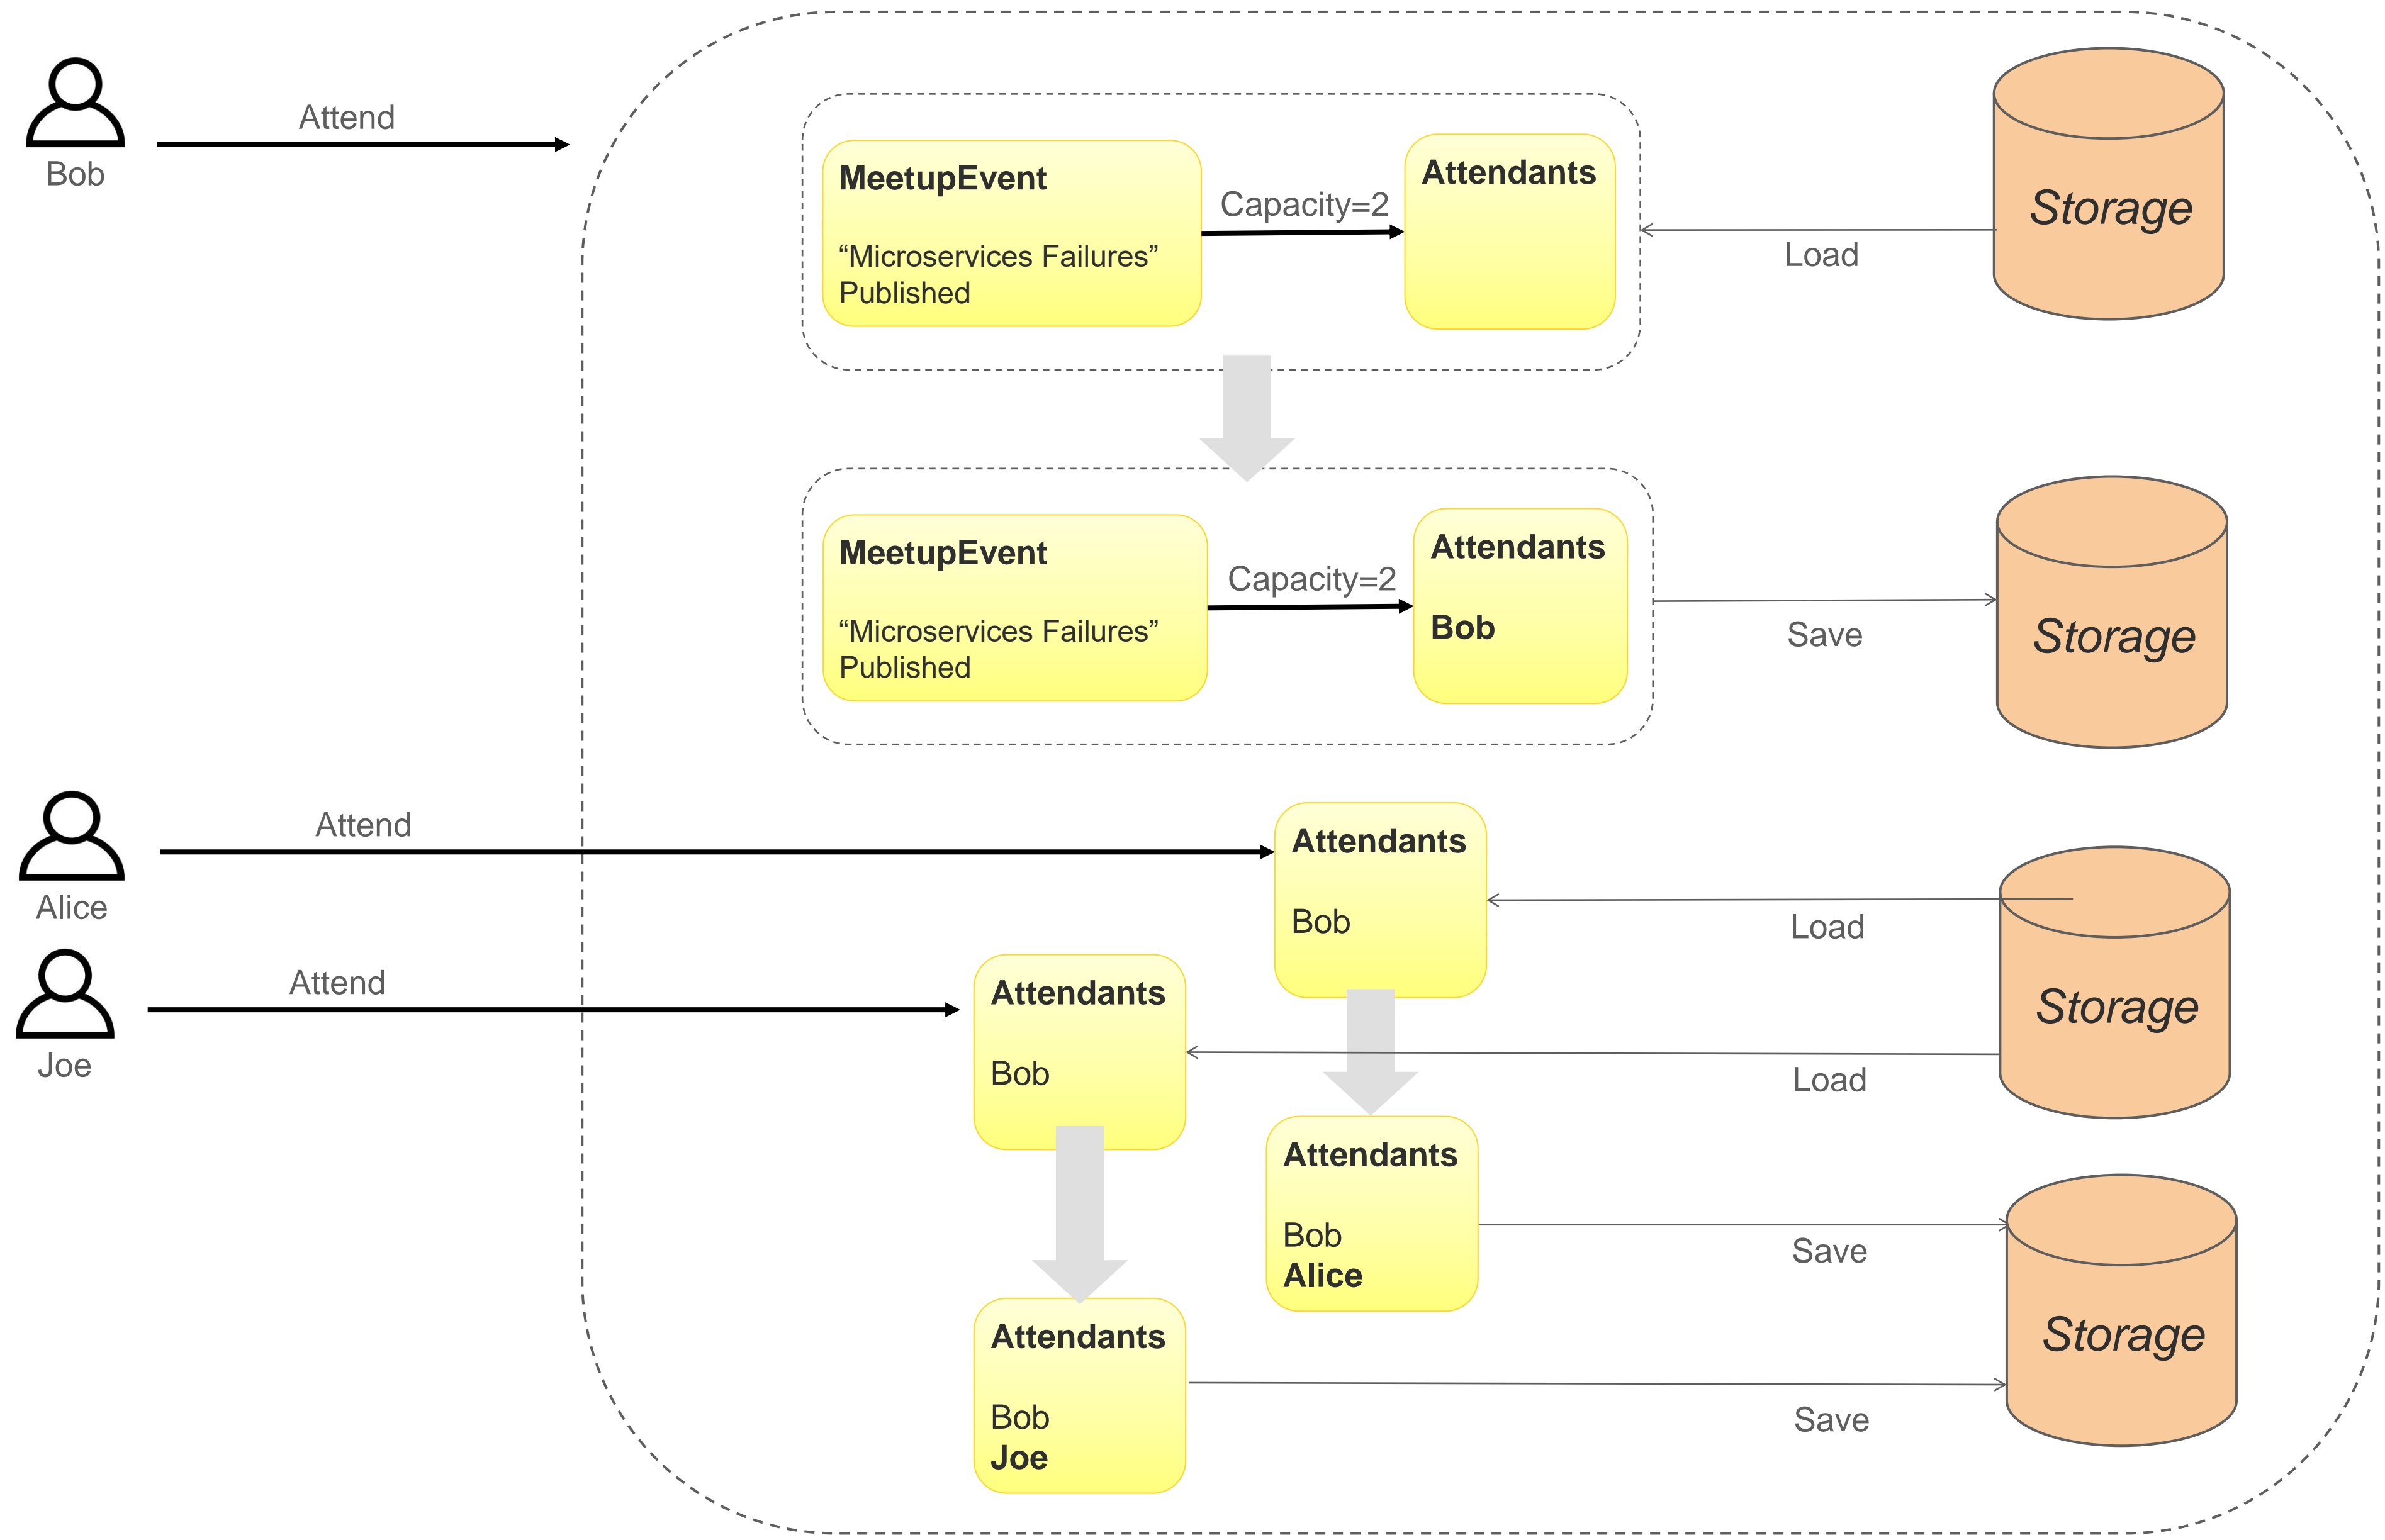 Bob
Attend
MeetupEvent
“Microservices Failures”
Published
Capacity=2
Attendants
Load
Storage
MeetupEvent
“Microservices Failures”
Published
Capacity=2
Attendants
Bob
Save
Storage
Alice
Attend
Attendants
Bob
Load
Storage
Joe
Attend
Attendants
Bob
Load
Attendants
Bob
Alice
Save
Storage
Attendants
Bob
Joe
Save